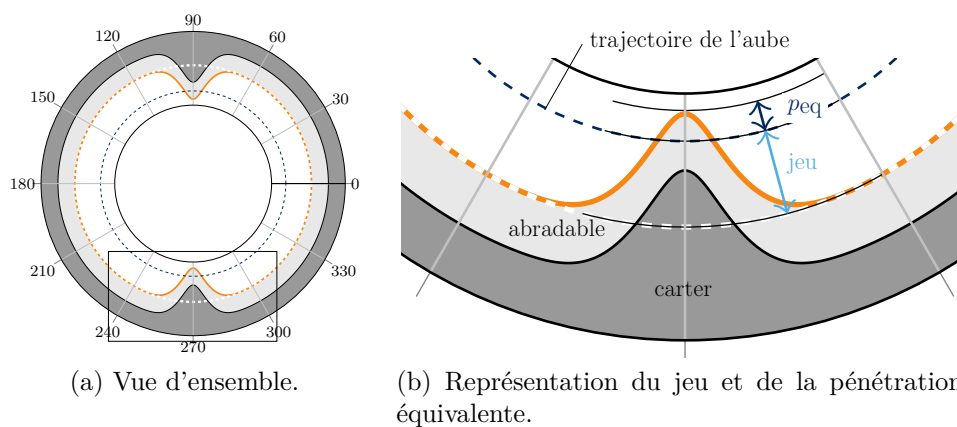 90
120
60
150
30
180
0
210
330
240
300
270
trajectoire de l'aube
peq
jeu
abradable
carter
(a) Vue d'ensemble.
(b) Représentation du jeu et de la pénétration
équivalente.